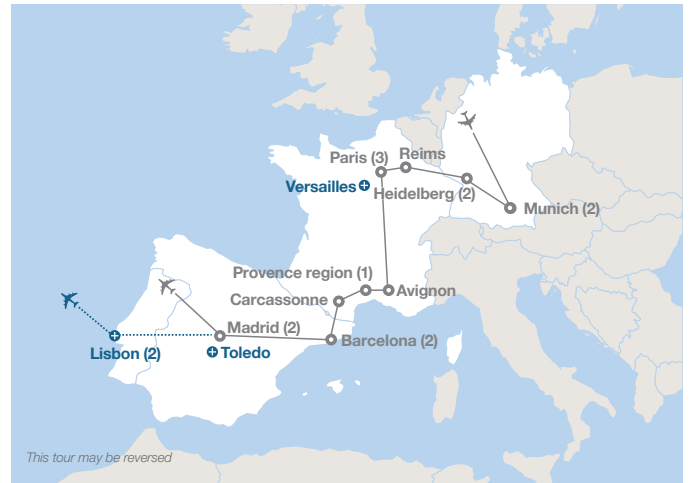 Paris (3)
Reims
Versailles
Heidelberg (2)
Munich (2)
Provence region (1)
Avignon
Carcassonne
Madrid (2)
Barcelona (2)
Lisbon (2)
Toledo
This tour may be reversed